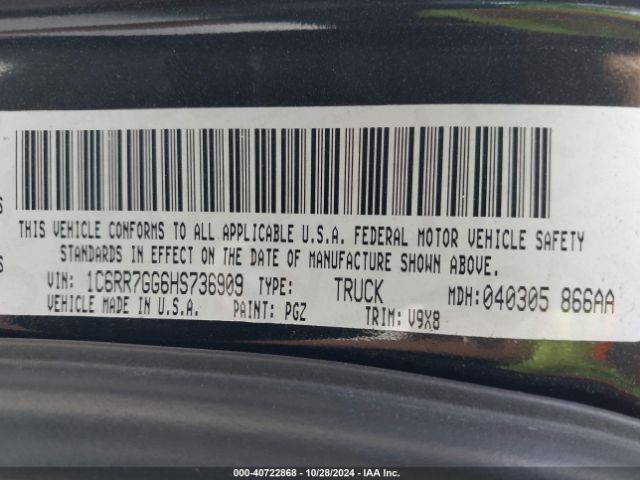 S
THIS VEHICLE CONFORMS TO ALL APPLICABLE U.S.A. FEDERAL MOTOR VEHICLE SAFETY
S
STANDARDS IN EFFECT ON THE DATE OF MANUFACTURE SHOWN ABOVE.
VIN: 1C6RR7GG6HS736909 TYPE: TRUCK MDH:040305 866AA
VEHICLE MADE IN U.S.A. PAINT: PGZ TRIM: V9X8
000-40722868 | 10/28/2024 - IAA Inc.